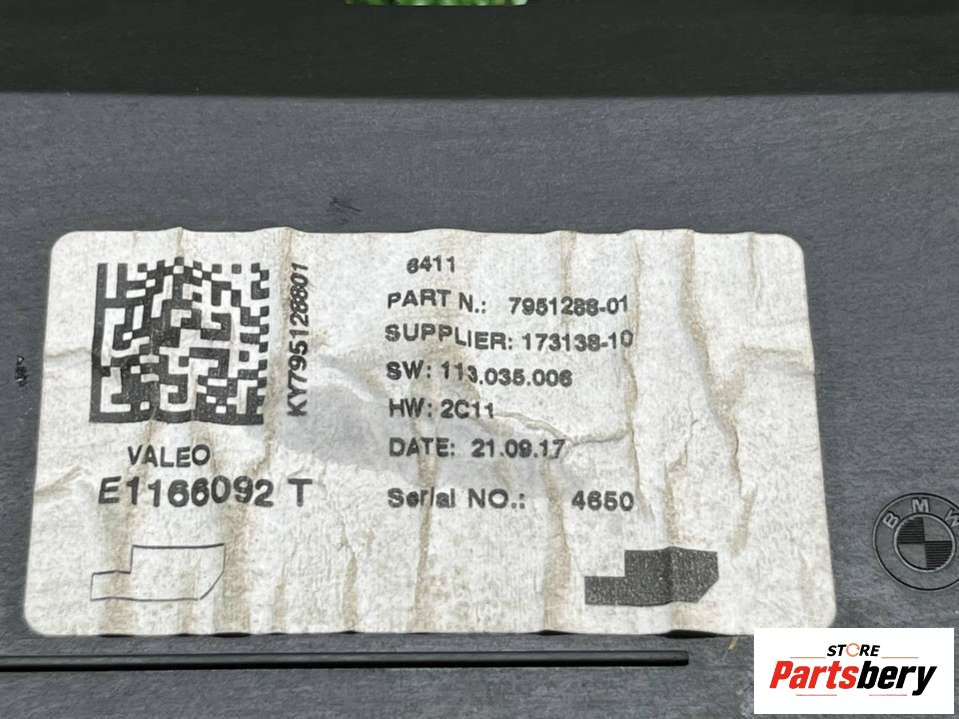 6411
PART N.: 7951288-01
SUPPLIER: 173138-10
SW: 113.035.006
HW: 2C11
DATE: 21.09.17
Serial NO.: 4650
KY795128801
VALEO
E1166092 T
BMW
STORE
Partsbery